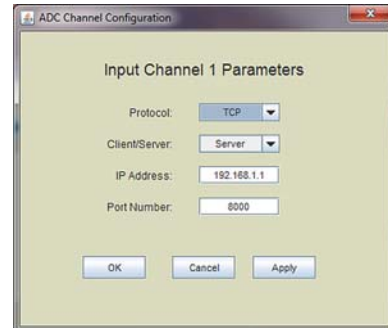 ADC Channel Configuration
Input Channel 1 Parameters
Protocol: TCP
Client/Server: Server
IP Address: 192.168.1.1
Port Number: 8000
OK Cancel Apply